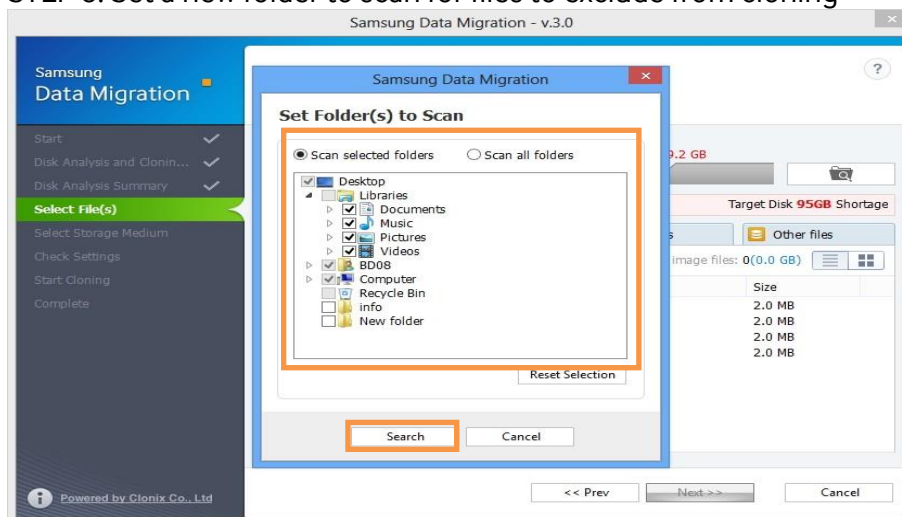 Samsung Data Migration - v.3.0
Samsung
Data Migration
?
Start
Disk Analysis and Clonin...
Disk Analysis Summary
Select File(s)
Select Storage Medium
Check Settings
Start Cloning
Complete
Powered by Clonix Co., Ltd
Samsung Data Migration
Set Folder(s) to Scan
Scan selected folders
Scan all folders
Desktop
Libraries
Documents
Music
Pictures
Videos
BD08
Computer
Recycle Bin
info
New folder
Reset Selection
Search
Cancel
GB
Target Disk 95GB Shortage
Other files
image files: 0(0.0 GB)
Size
2.0 MB
2.0 MB
2.0 MB
2.0 MB
<< Prev
Next >>
Cancel